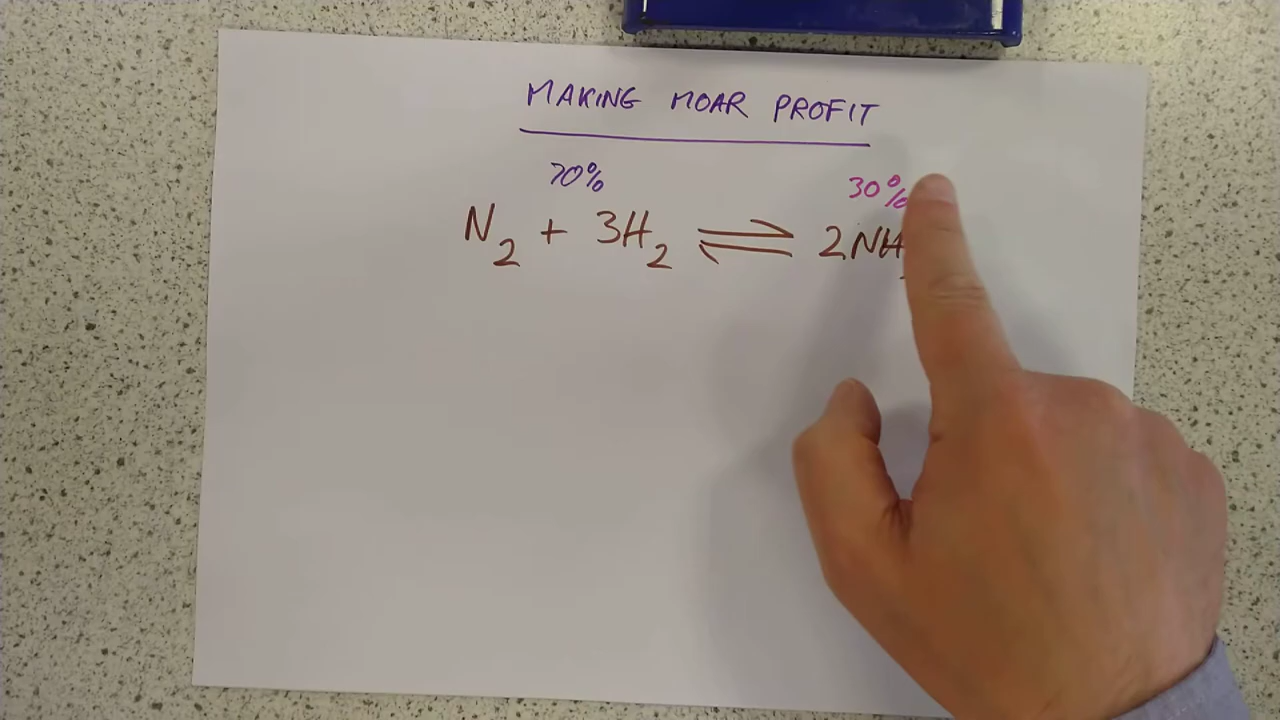 MAKING MOAR PROFIT
70% 30%
N₂ + 3H₂ ⇌ 2NH